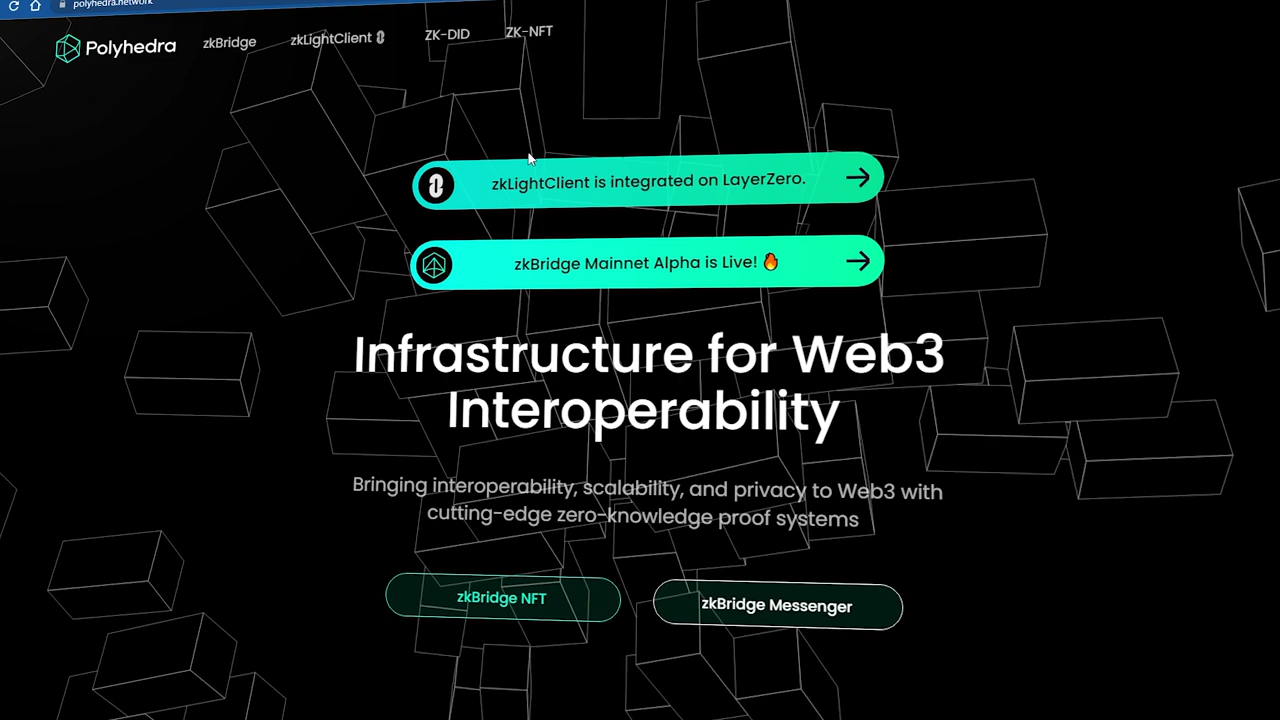 polyhedra.network
Polyhedra
zkBridge
zkLightClient
ZK-DID
ZK-NFT
zkLightClient is integrated on LayerZero.
zkBridge Mainnet Alpha is Live! 🔥
Infrastructure for Web3
Interoperability
Bringing interoperability, scalability, and privacy to Web3 with
cutting-edge zero-knowledge proof systems
zkBridge NFT
zkBridge Messenger